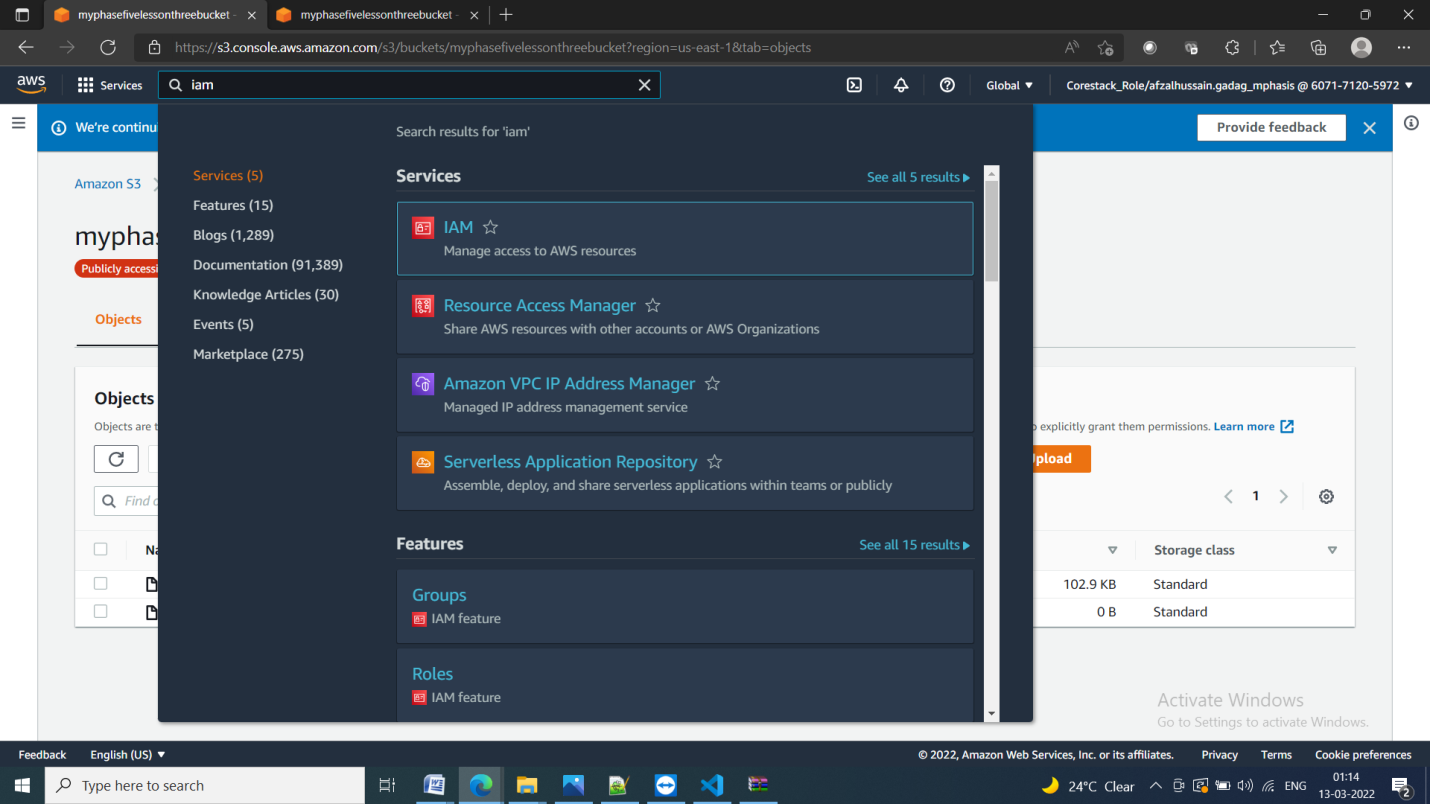 myphasefivelessonthreebucket -
myphasefivelessonthreebucket -
https://s3.console.aws.amazon.com/s3/buckets/myphasefivelessonthreebucket?region=us-east-1&tab=objects
aws
Services
iam
Global
Corestack_Role/afzalhussain.gadag_mphasis @ 6071-7120-5972
We're continu
Provide feedback
Search results for 'iam'
Amazon S3
Services (5)
Features (15)
Blogs (1,289)
Documentation (91,389)
Knowledge Articles (30)
Events (5)
Marketplace (275)
Services
See all 5 results
IAM
Manage access to AWS resources
Resource Access Manager
Share AWS resources with other accounts or AWS Organizations
Amazon VPC IP Address Manager
Managed IP address management service
Serverless Application Repository
Assemble, deploy, and share serverless applications within teams or publicly
Features
See all 15 results
Groups
IAM feature
Roles
IAM feature
myphas
Publicly accessi
Objects
Objects
Objects are t
o explicitly grant them permissions. Learn more
pload
Find o
1
Na
Storage class
102.9 KB
Standard
0 B
Standard
Activate Windows
Go to Settings to activate Windows.
Feedback
English (US)
© 2022, Amazon Web Services, Inc. or its affiliates.
Privacy
Terms
Cookie preferences
Type here to search
24°C Clear
ENG
01:14
13-03-2022
2